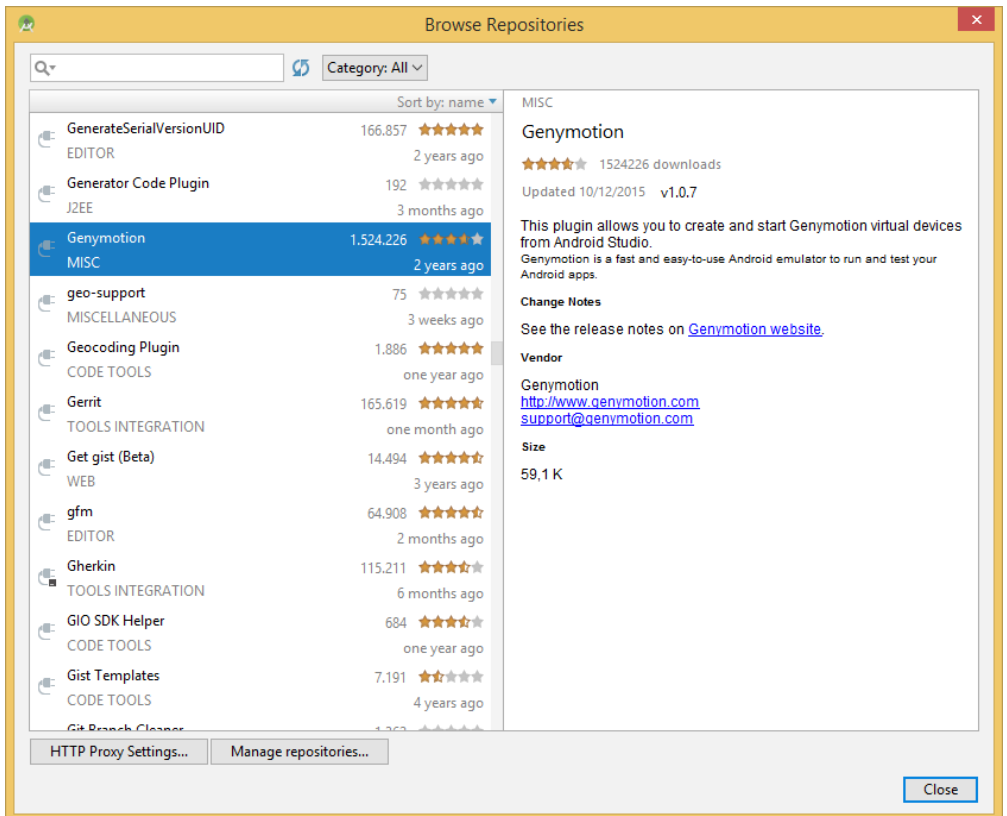 Browse Repositories
Category: All
Sort by: name
GenerateSerialVersionUID 166.857
EDITOR 2 years ago
Generator Code Plugin 192
J2EE 3 months ago
Genymotion 1.524.226
MISC 2 years ago
geo-support 75
MISCELLANEOUS 3 weeks ago
Geocoding Plugin 1.886
CODE TOOLS one year ago
Gerrit 165.619
TOOLS INTEGRATION one month ago
Get gist (Beta) 14.494
WEB 3 years ago
gfm 64.908
EDITOR 2 months ago
Gherkin 115.211
TOOLS INTEGRATION 6 months ago
GIO SDK Helper 684
CODE TOOLS one year ago
Gist Templates 7.191
CODE TOOLS 4 years ago
Git Branch Cleaner
MISC
Genymotion
1524226 downloads
Updated 10/12/2015 v1.0.7
This plugin allows you to create and start Genymotion virtual devices
from Android Studio.
Genymotion is a fast and easy-to-use Android emulator to run and test your
Android apps.
Change Notes
See the release notes on Genymotion website.
Vendor
Genymotion
http://www.genymotion.com
support@genymotion.com
Size
59,1 K
HTTP Proxy Settings... Manage repositories...
Close